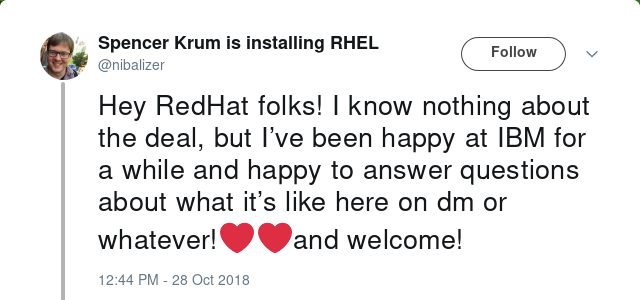 Spencer Krum is installing RHEL
@nibalizer
Follow
Hey RedHat folks! I know nothing about
the deal, but I’ve been happy at IBM for
a while and happy to answer questions
about what it’s like here on dm or
whatever!❤️❤️and welcome!
12:44 PM - 28 Oct 2018